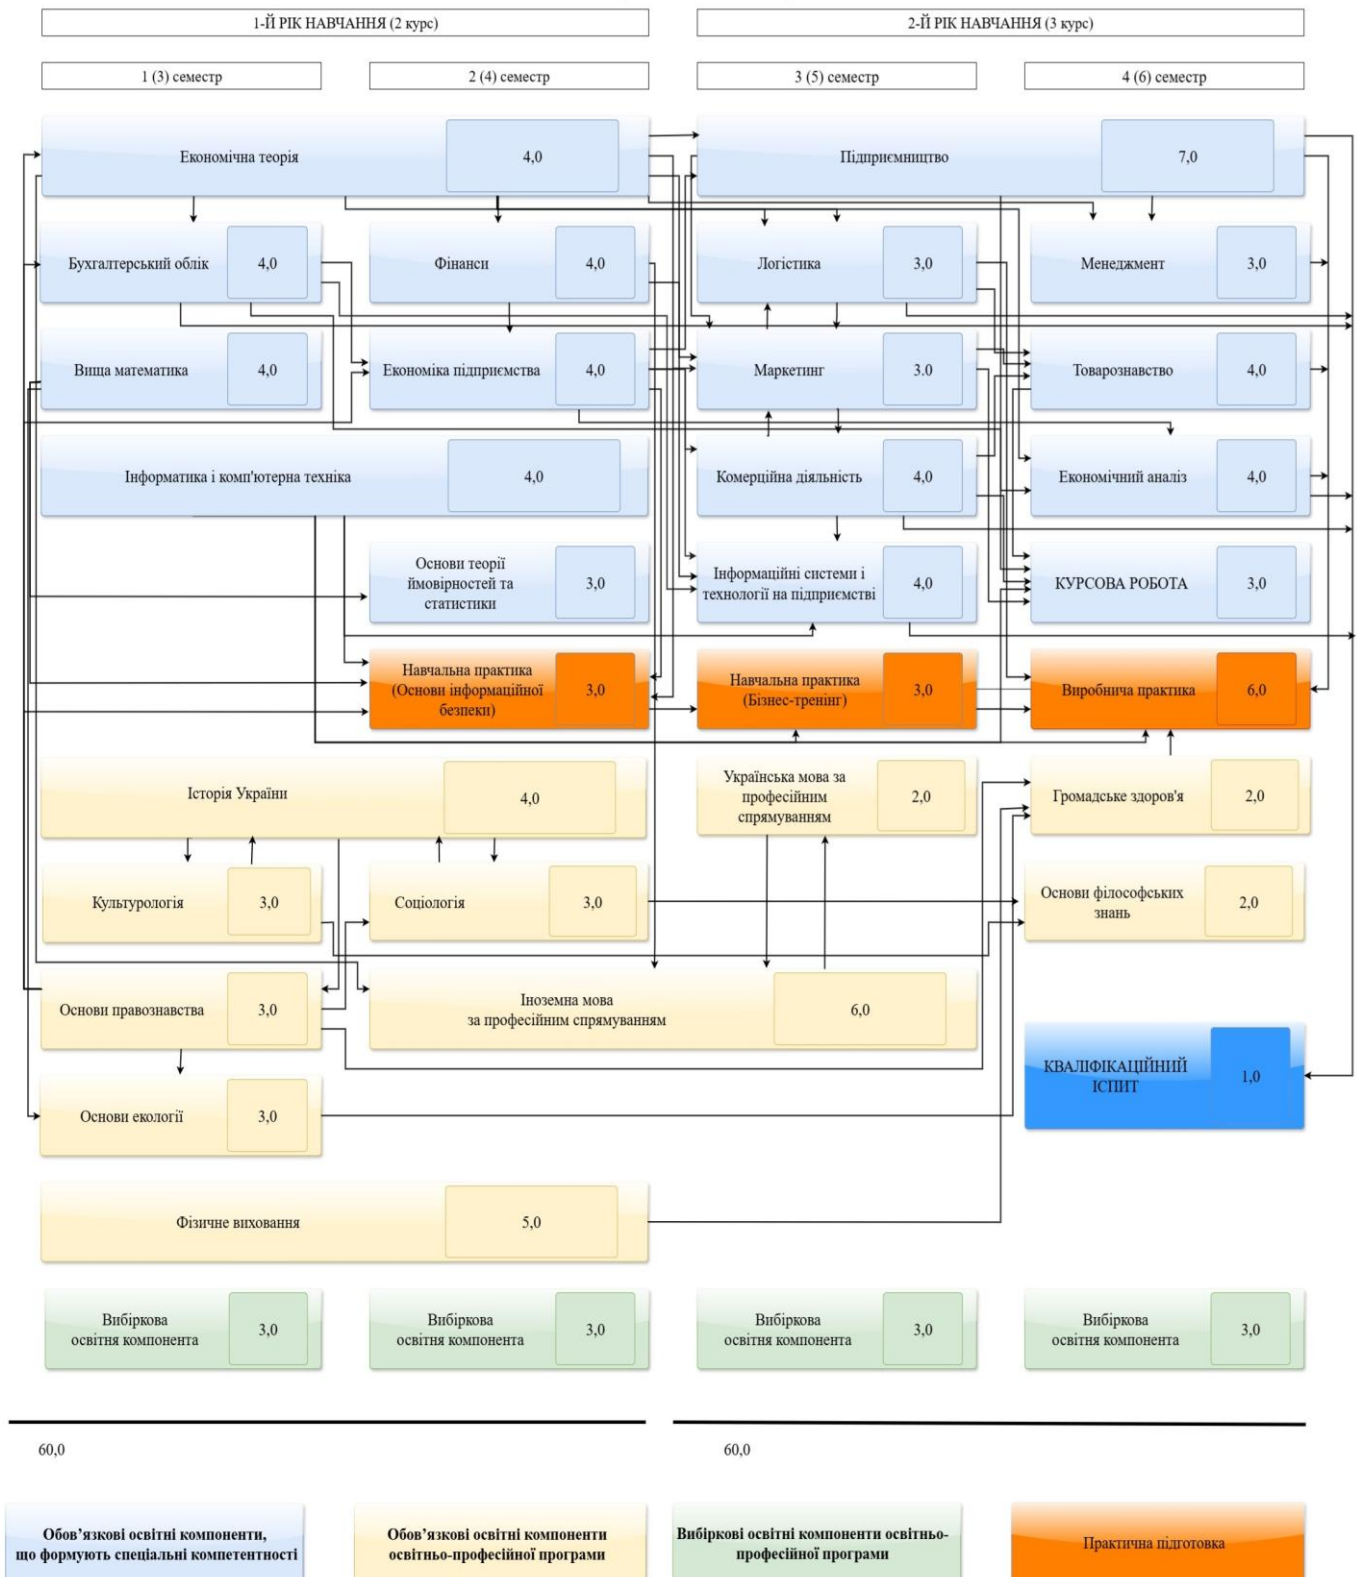 1-Й РІК НАВЧАННЯ (2 курс)
2-Й РІК НАВЧАННЯ (3 курс)
1 (3) семестр
2 (4) семестр
3 (5) семестр
4 (6) семестр
Економічна теорія
4,0
Підприємництво
7,0
Бухгалтерський облік
4,0
Фінанси
4,0
Логістика
3,0
Менеджмент
3,0
Вища математика
4,0
Економіка підприємства
4,0
Маркетинг
3.0
Товарознавство
4,0
Інформатика і комп'ютерна техніка
4,0
Комерційна діяльність
4,0
Економічний аналіз
4,0
Основи теорії
ймовірностей та
статистики
3,0
Інформаційні системи і
технології на підприємстві
4,0
КУРСОВА РОБОТА
3,0
Навчальна практика
(Основи інформаційної
безпеки)
3,0
Навчальна практика
(Бізнес-тренінг)
3,0
Виробнича практика
6,0
Історія України
4,0
Українська мова за
професійним
спрямуванням
2,0
Громадське здоров'я
2,0
Культурологія
3,0
Соціологія
3,0
Основи філософських
знань
2,0
Основи правознавства
3,0
Іноземна мова
за професійним спрямуванням
6,0
КВАЛІФІКАЦІЙНИЙ
ІСПИТ
1,0
Основи екології
3,0
Фізичне виховання
5,0
Вибіркова
освітня компонента
3,0
Вибіркова
освітня компонента
3,0
Вибіркова
освітня компонента
3,0
Вибіркова
освітня компонента
3,0
60,0
60,0
Обов’язкові освітні компоненти,
що формують спеціальні компетентності
Обов’язкові освітні компоненти
освітньо-професійної програми
Вибіркові освітні компоненти освітньо-
професійної програми
Практична підготовка